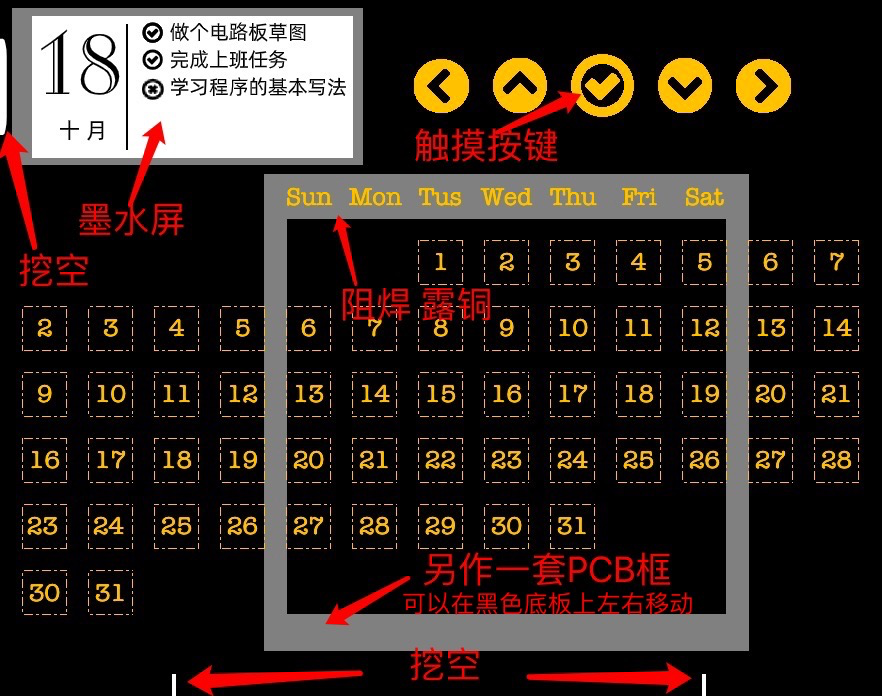 18
十月
做个电路板草图
完成上班任务
学习程序的基本写法
触摸按键
墨水屏
挖空
Sun Mon Tus Wed Thu Fri Sat
阻焊 露铜
1 2 3 4 5 6 7
2 3 4 5 6 7 8 9 10 11 12 13 14
9 10 11 12 13 14 15 16 17 18 19 20 21
16 17 18 19 20 21 22 23 24 25 26 27 28
23 24 25 26 27 28 29 30 31
30 31
另作一套PCB框
可以在黑色底板上左右移动
挖空